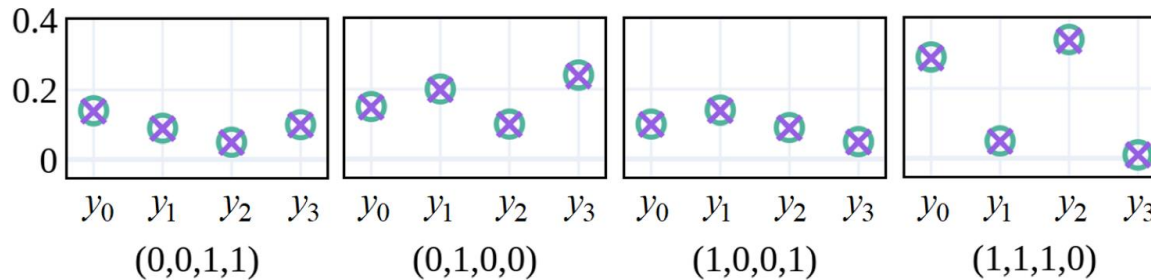 0.4
0.2
0
y₀ y₁ y₂ y₃ y₀ y₁ y₂ y₃ y₀ y₁ y₂ y₃ y₀ y₁ y₂ y₃
(0,0,1,1) (0,1,0,0) (1,0,0,1) (1,1,1,0)